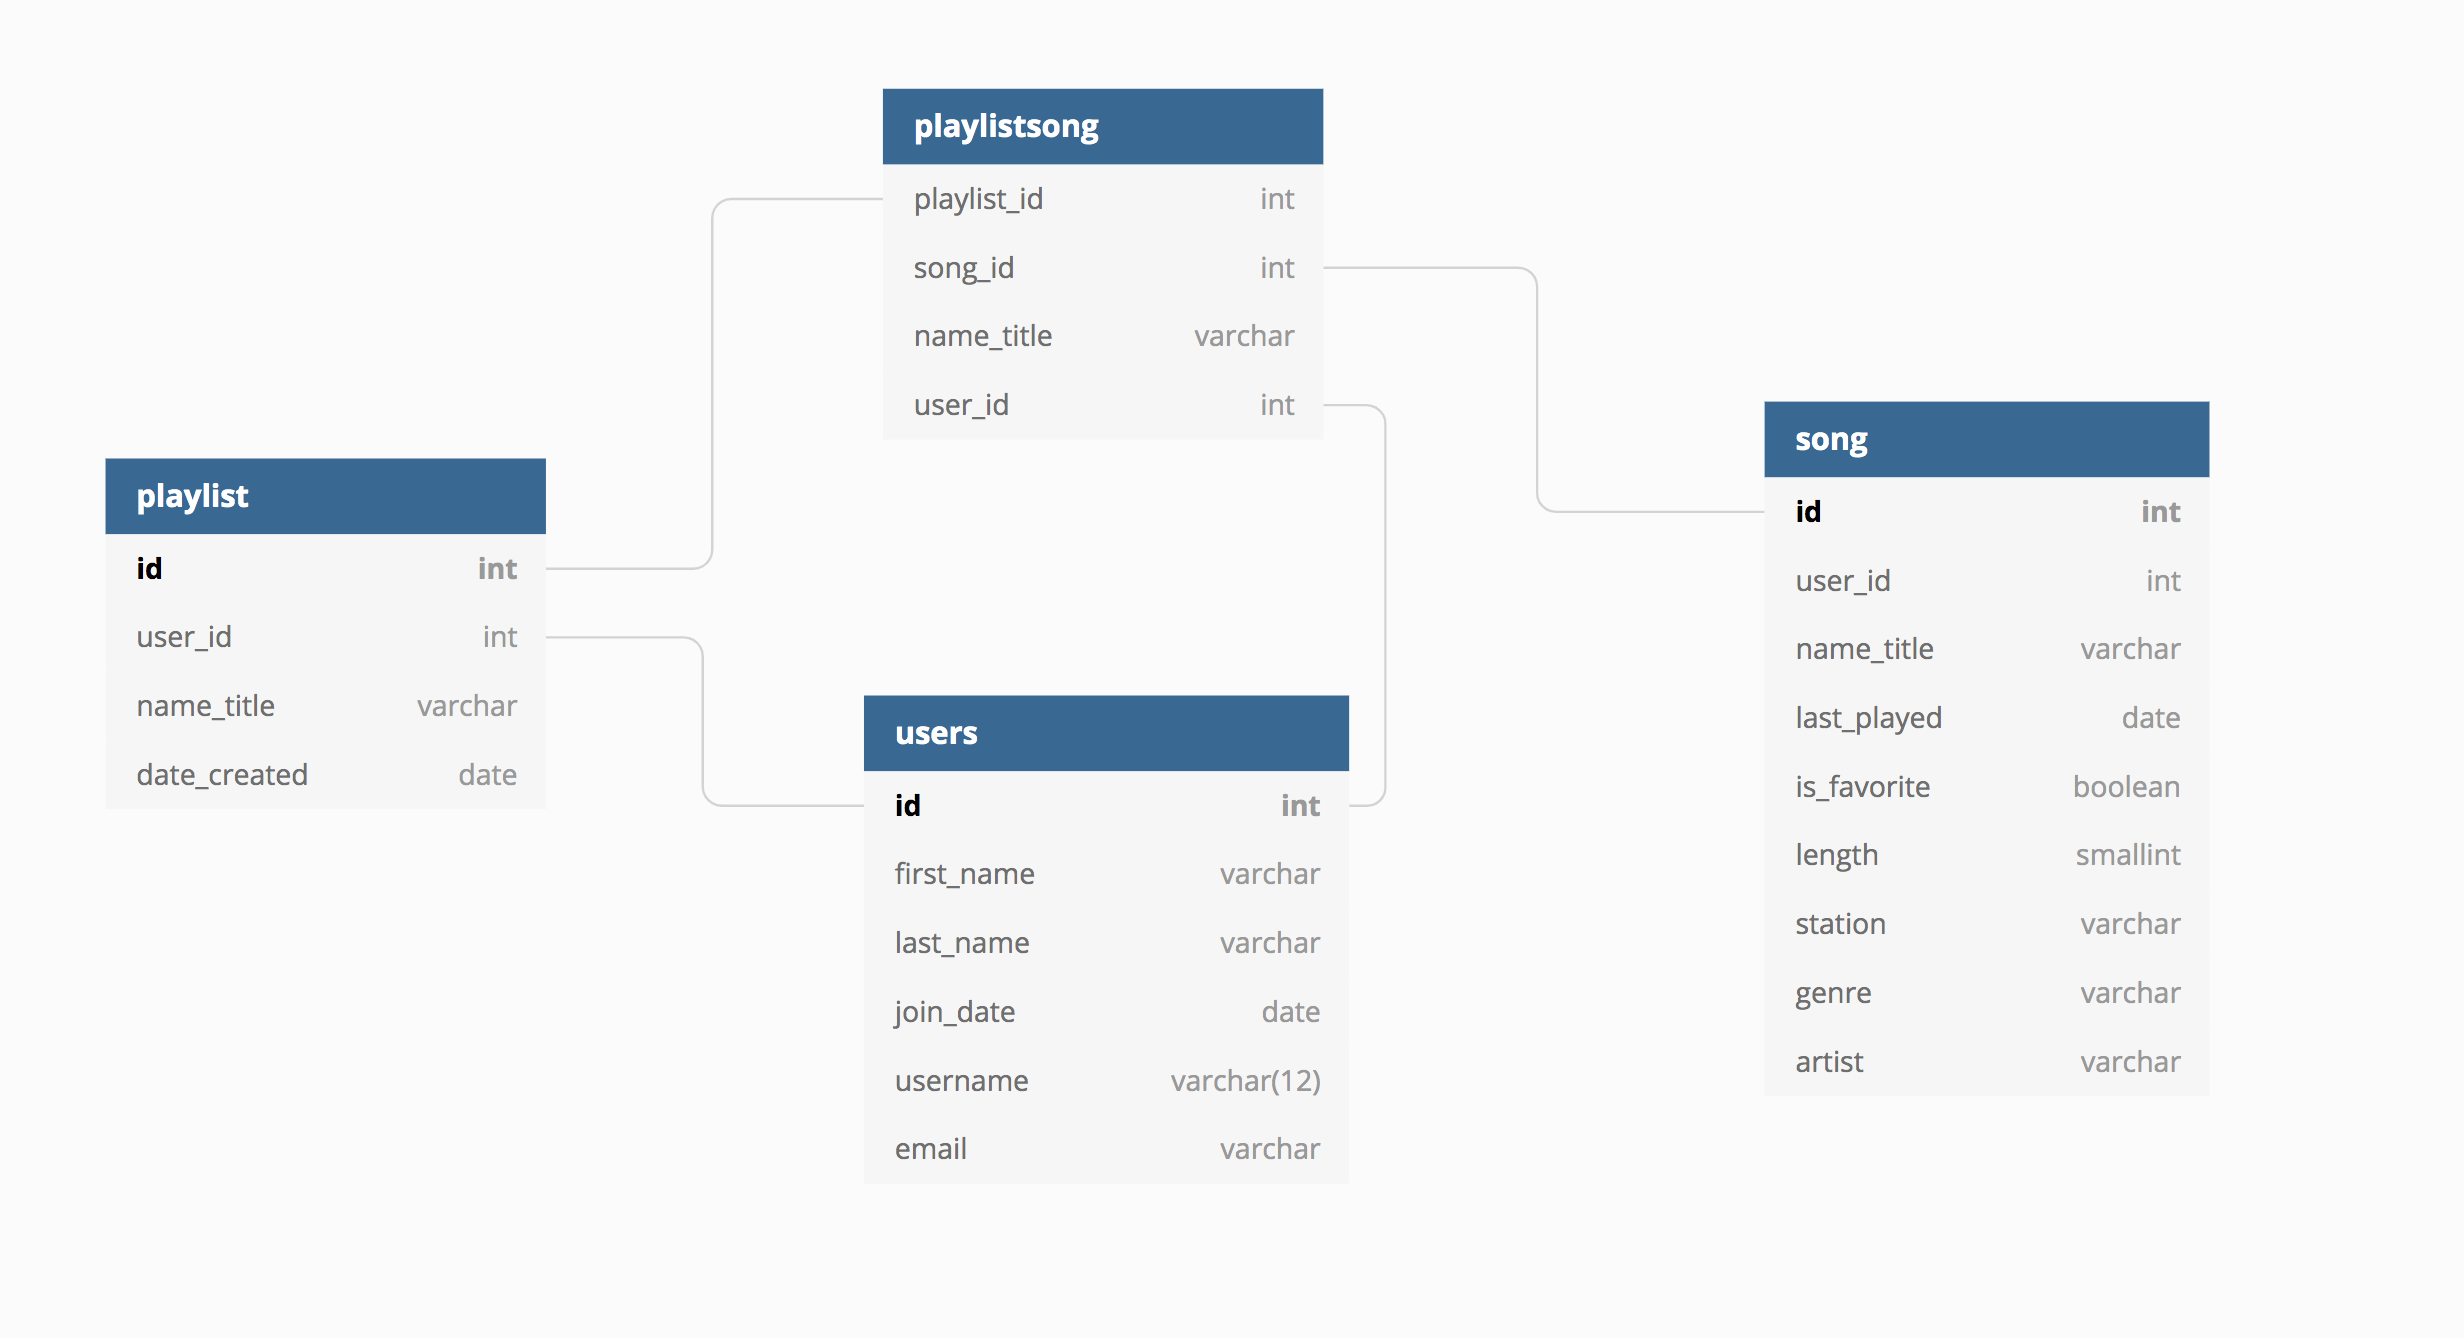 playlistsong
playlist_id int
song_id int
name_title varchar
user_id int
playlist
id int
user_id int
name_title varchar
date_created date
users
id int
first_name varchar
last_name varchar
join_date date
username varchar(12)
email varchar
song
id int
user_id int
name_title varchar
last_played date
is_favorite boolean
length smallint
station varchar
genre varchar
artist varchar